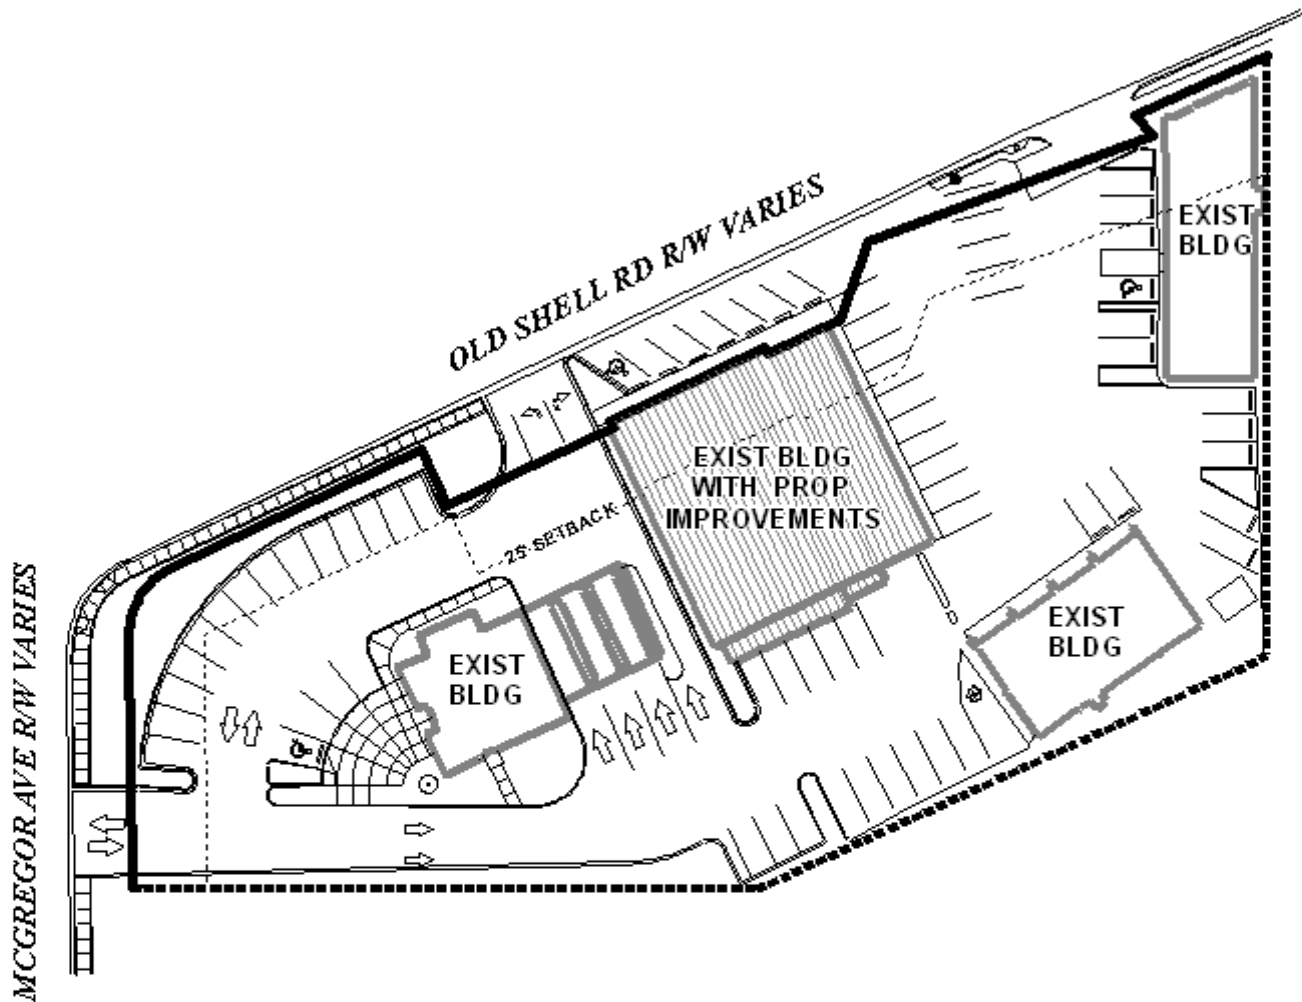 OLD SHELL RD R/W VARIES
EXIST
BLDG
EXIST BLDG
WITH PROP
IMPROVEMENTS
25' SETBACK
EXIST
BLDG
EXIST
BLDG
MCGREGOR AVE R/W VARIES